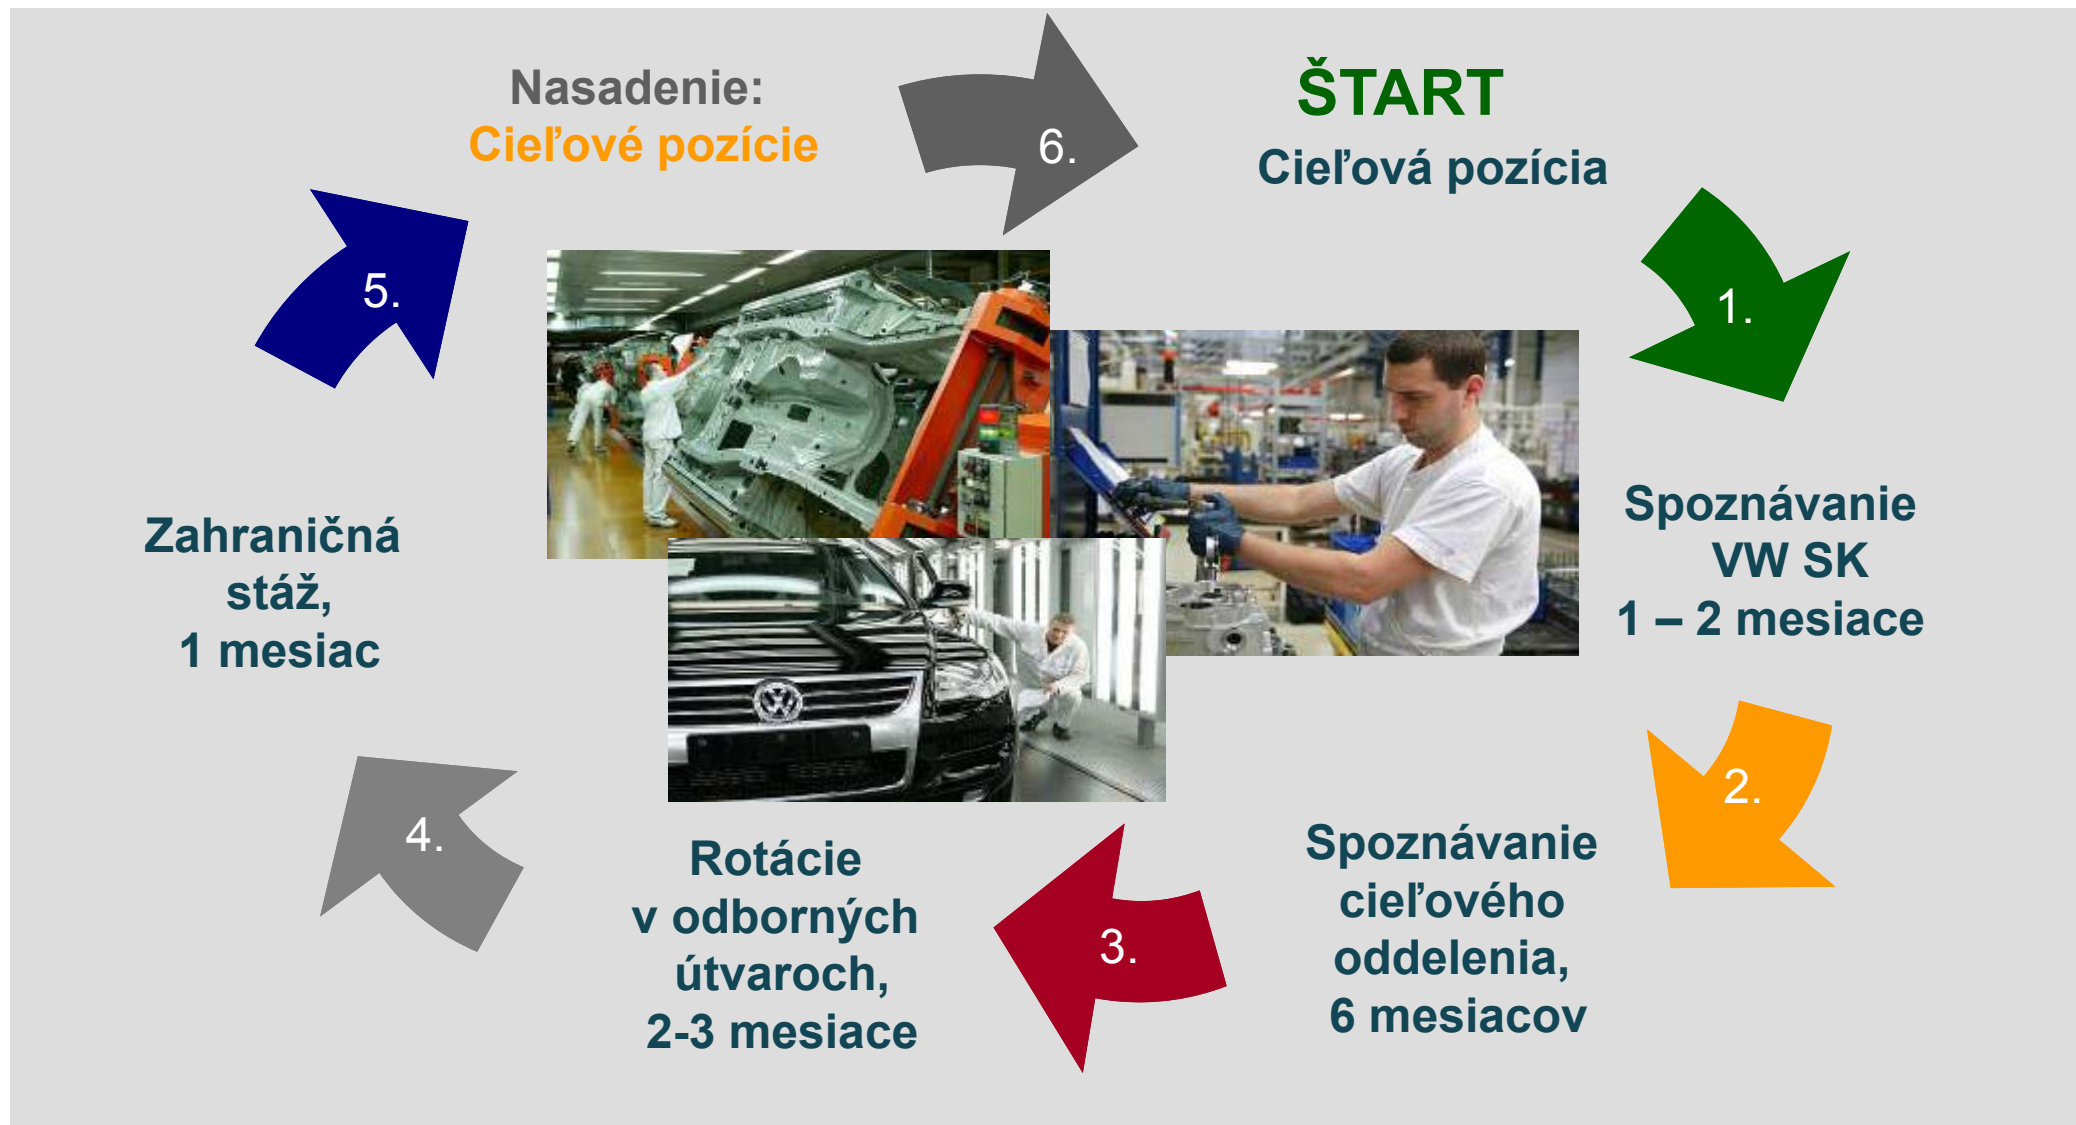 ŠTART
Cieľová pozícia
1.
Spoznávanie
VW SK
1 – 2 mesiace
2.
Spoznávanie
cieľového
oddelenia,
6 mesiacov
3.
Rotácie
v odborných
útvaroch,
2-3 mesiace
4.
Zahraničná
stáž,
1 mesiac
5.
Nasadenie:
Cieľové pozície
6.